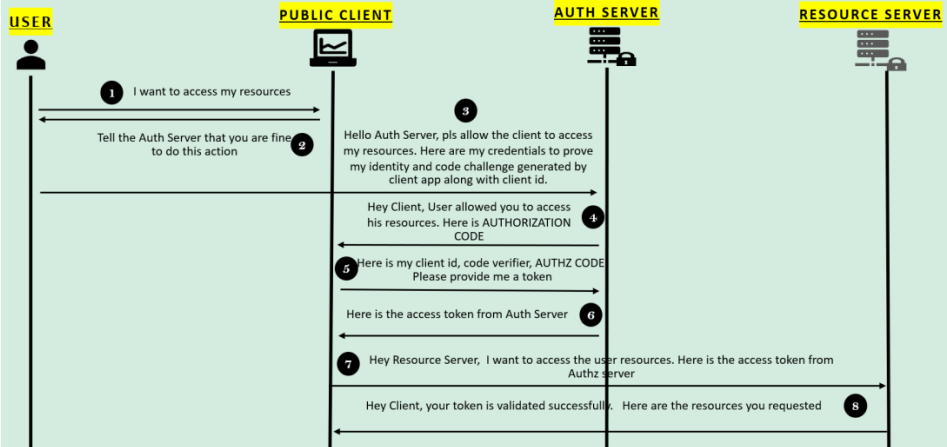 USER
PUBLIC CLIENT
AUTH SERVER
RESOURCE SERVER
1
I want to access my resources
2
Tell the Auth Server that you are fine
to do this action
3
Hello Auth Server, pls allow the client to access
my resources. Here are my credentials to prove
my identity and code challenge generated by
client app along with client id.
4
Hey Client, User allowed you to access
his resources. Here is AUTHORIZATION
CODE
5
Here is my client id, code verifier, AUTHZ CODE
Please provide me a token
6
Here is the access token from Auth Server
7
Hey Resource Server, I want to access the user resources. Here is the access token from
Authz server
8
Hey Client, your token is validated successfully. Here are the resources you requested